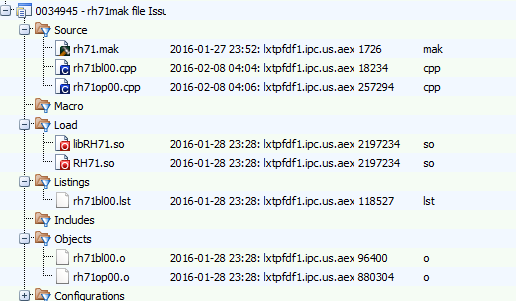 0034945 - rh71mak file Issu
Source
rh71.mak 2016-01-27 23:52: lxtpfdf1.ipc.us.aex 1726 mak
rh71bl00.cpp 2016-02-08 04:04: lxtpfdf1.ipc.us.aex 18234 cpp
rh71op00.cpp 2016-02-08 04:06: lxtpfdf1.ipc.us.aex 257294 cpp
Macro
Load
libRH71.so 2016-01-28 23:28: lxtpfdf1.ipc.us.aex 2197234 so
RH71.so 2016-01-28 23:28: lxtpfdf1.ipc.us.aex 2197234 so
Listings
rh71bl00.lst 2016-01-28 23:28: lxtpfdf1.ipc.us.aex 118527 lst
Includes
Objects
rh71bl00.o 2016-01-28 23:28: lxtpfdf1.ipc.us.aex 96400 o
rh71op00.o 2016-01-28 23:28: lxtpfdf1.ipc.us.aex 880304 o
Configurations